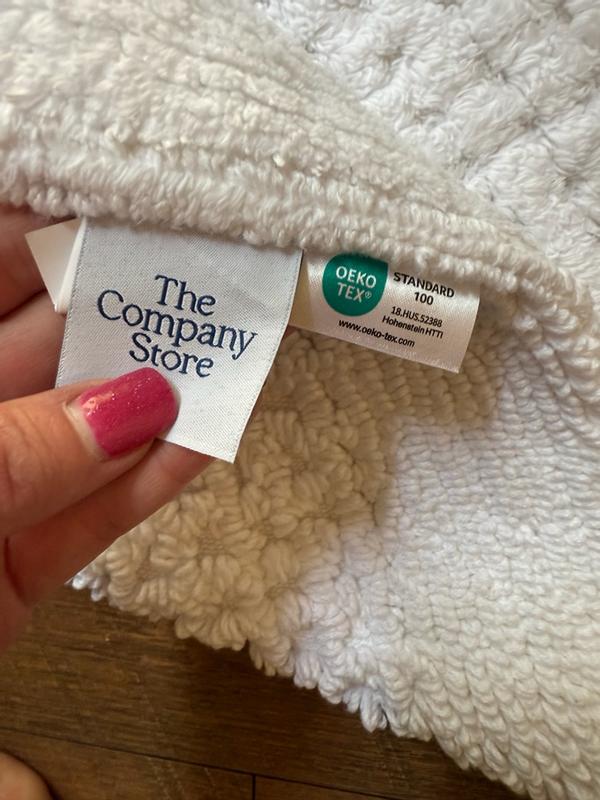 The
Company
Store
OEKO
TEX®
STANDARD
100
18.HUS.52388
Hohenstein HTTI
www.oeko-tex.com